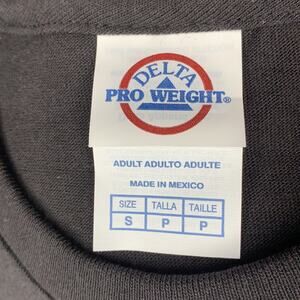 DELTA
PRO WEIGHT®
ADULT ADULTO ADULTE
MADE IN MEXICO
SIZE TALLA TAILLE
S P P